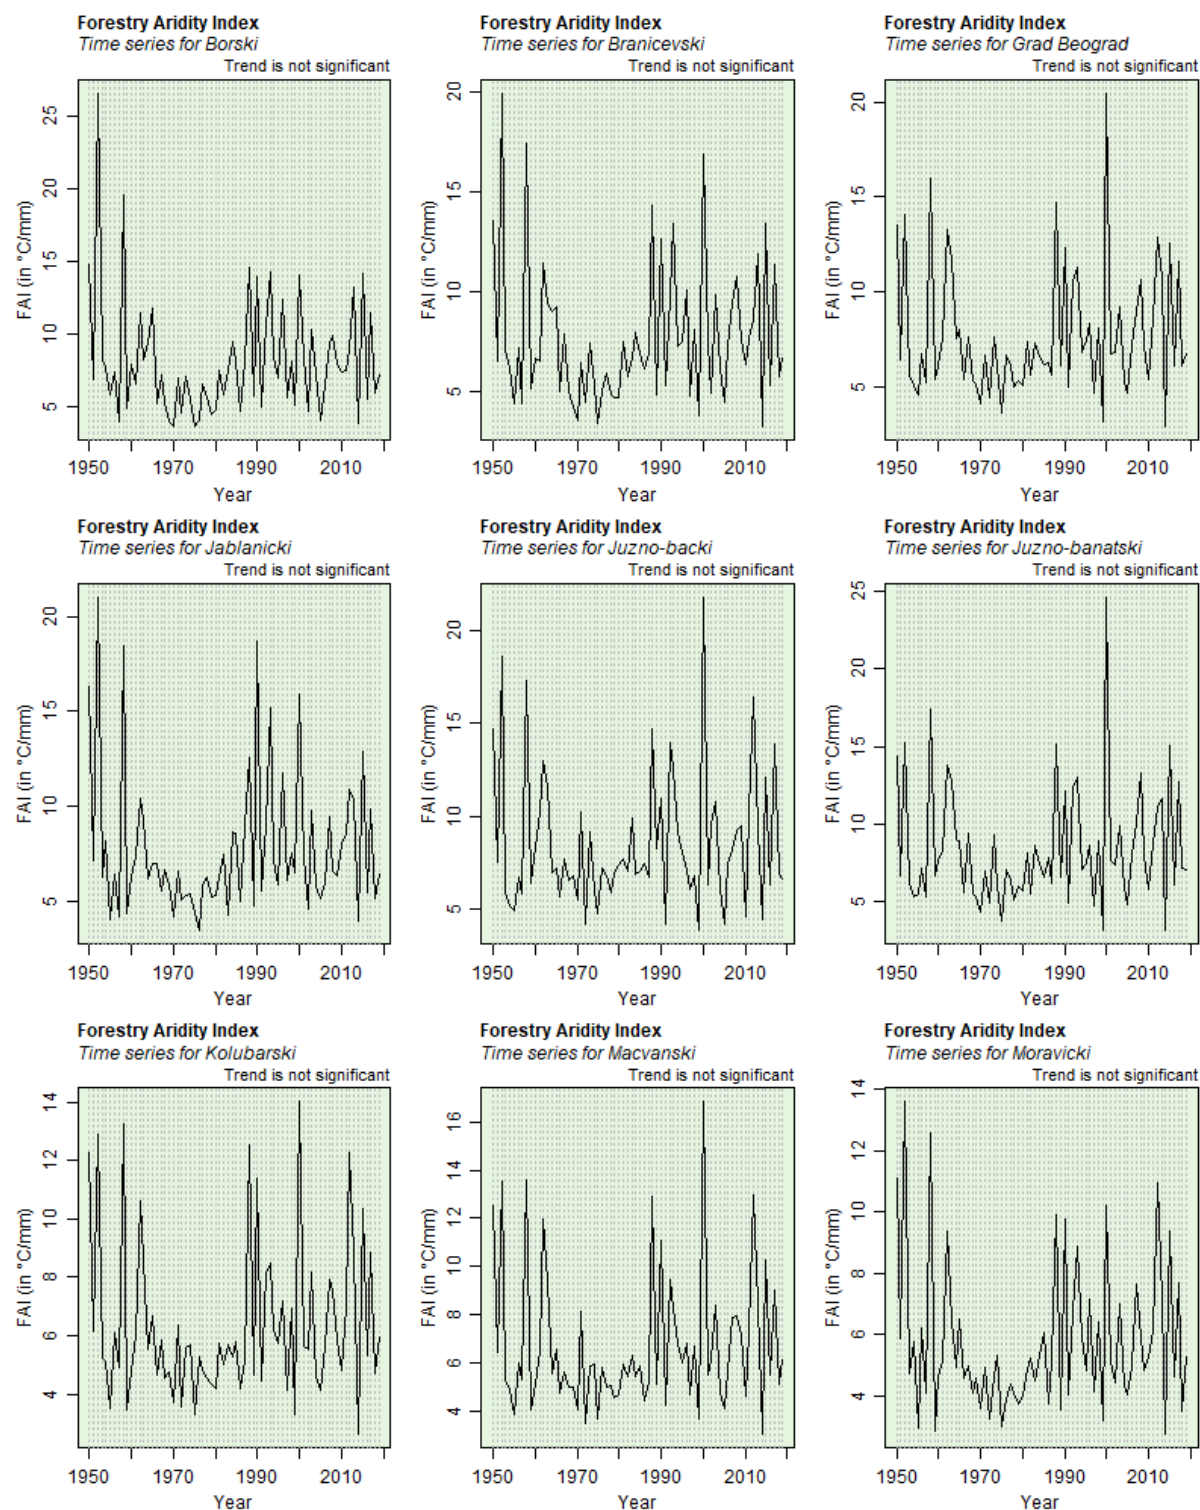 Forestry Aridity Index
Time series for Borski
Trend is not significant
FAI (in °C/mm)
5 10 15 20 25
1950 1970 1990 2010
Year
Forestry Aridity Index
Time series for Branicevski
Trend is not significant
FAI (in °C/mm)
5 10 15 20
1950 1970 1990 2010
Year
Forestry Aridity Index
Time series for Grad Beograd
Trend is not significant
FAI (in °C/mm)
5 10 15 20
1950 1970 1990 2010
Year
Forestry Aridity Index
Time series for Jablanicki
Trend is not significant
FAI (in °C/mm)
5 10 15 20
1950 1970 1990 2010
Year
Forestry Aridity Index
Time series for Juzno-backi
Trend is not significant
FAI (in °C/mm)
5 10 15 20
1950 1970 1990 2010
Year
Forestry Aridity Index
Time series for Juzno-banatski
Trend is not significant
FAI (in °C/mm)
5 10 15 20 25
1950 1970 1990 2010
Year
Forestry Aridity Index
Time series for Kolubarski
Trend is not significant
FAI (in °C/mm)
4 6 8 10 12 14
1950 1970 1990 2010
Year
Forestry Aridity Index
Time series for Macvanski
Trend is not significant
FAI (in °C/mm)
4 6 8 10 12 14 16
1950 1970 1990 2010
Year
Forestry Aridity Index
Time series for Moravicki
Trend is not significant
FAI (in °C/mm)
4 6 8 10 12 14
1950 1970 1990 2010
Year